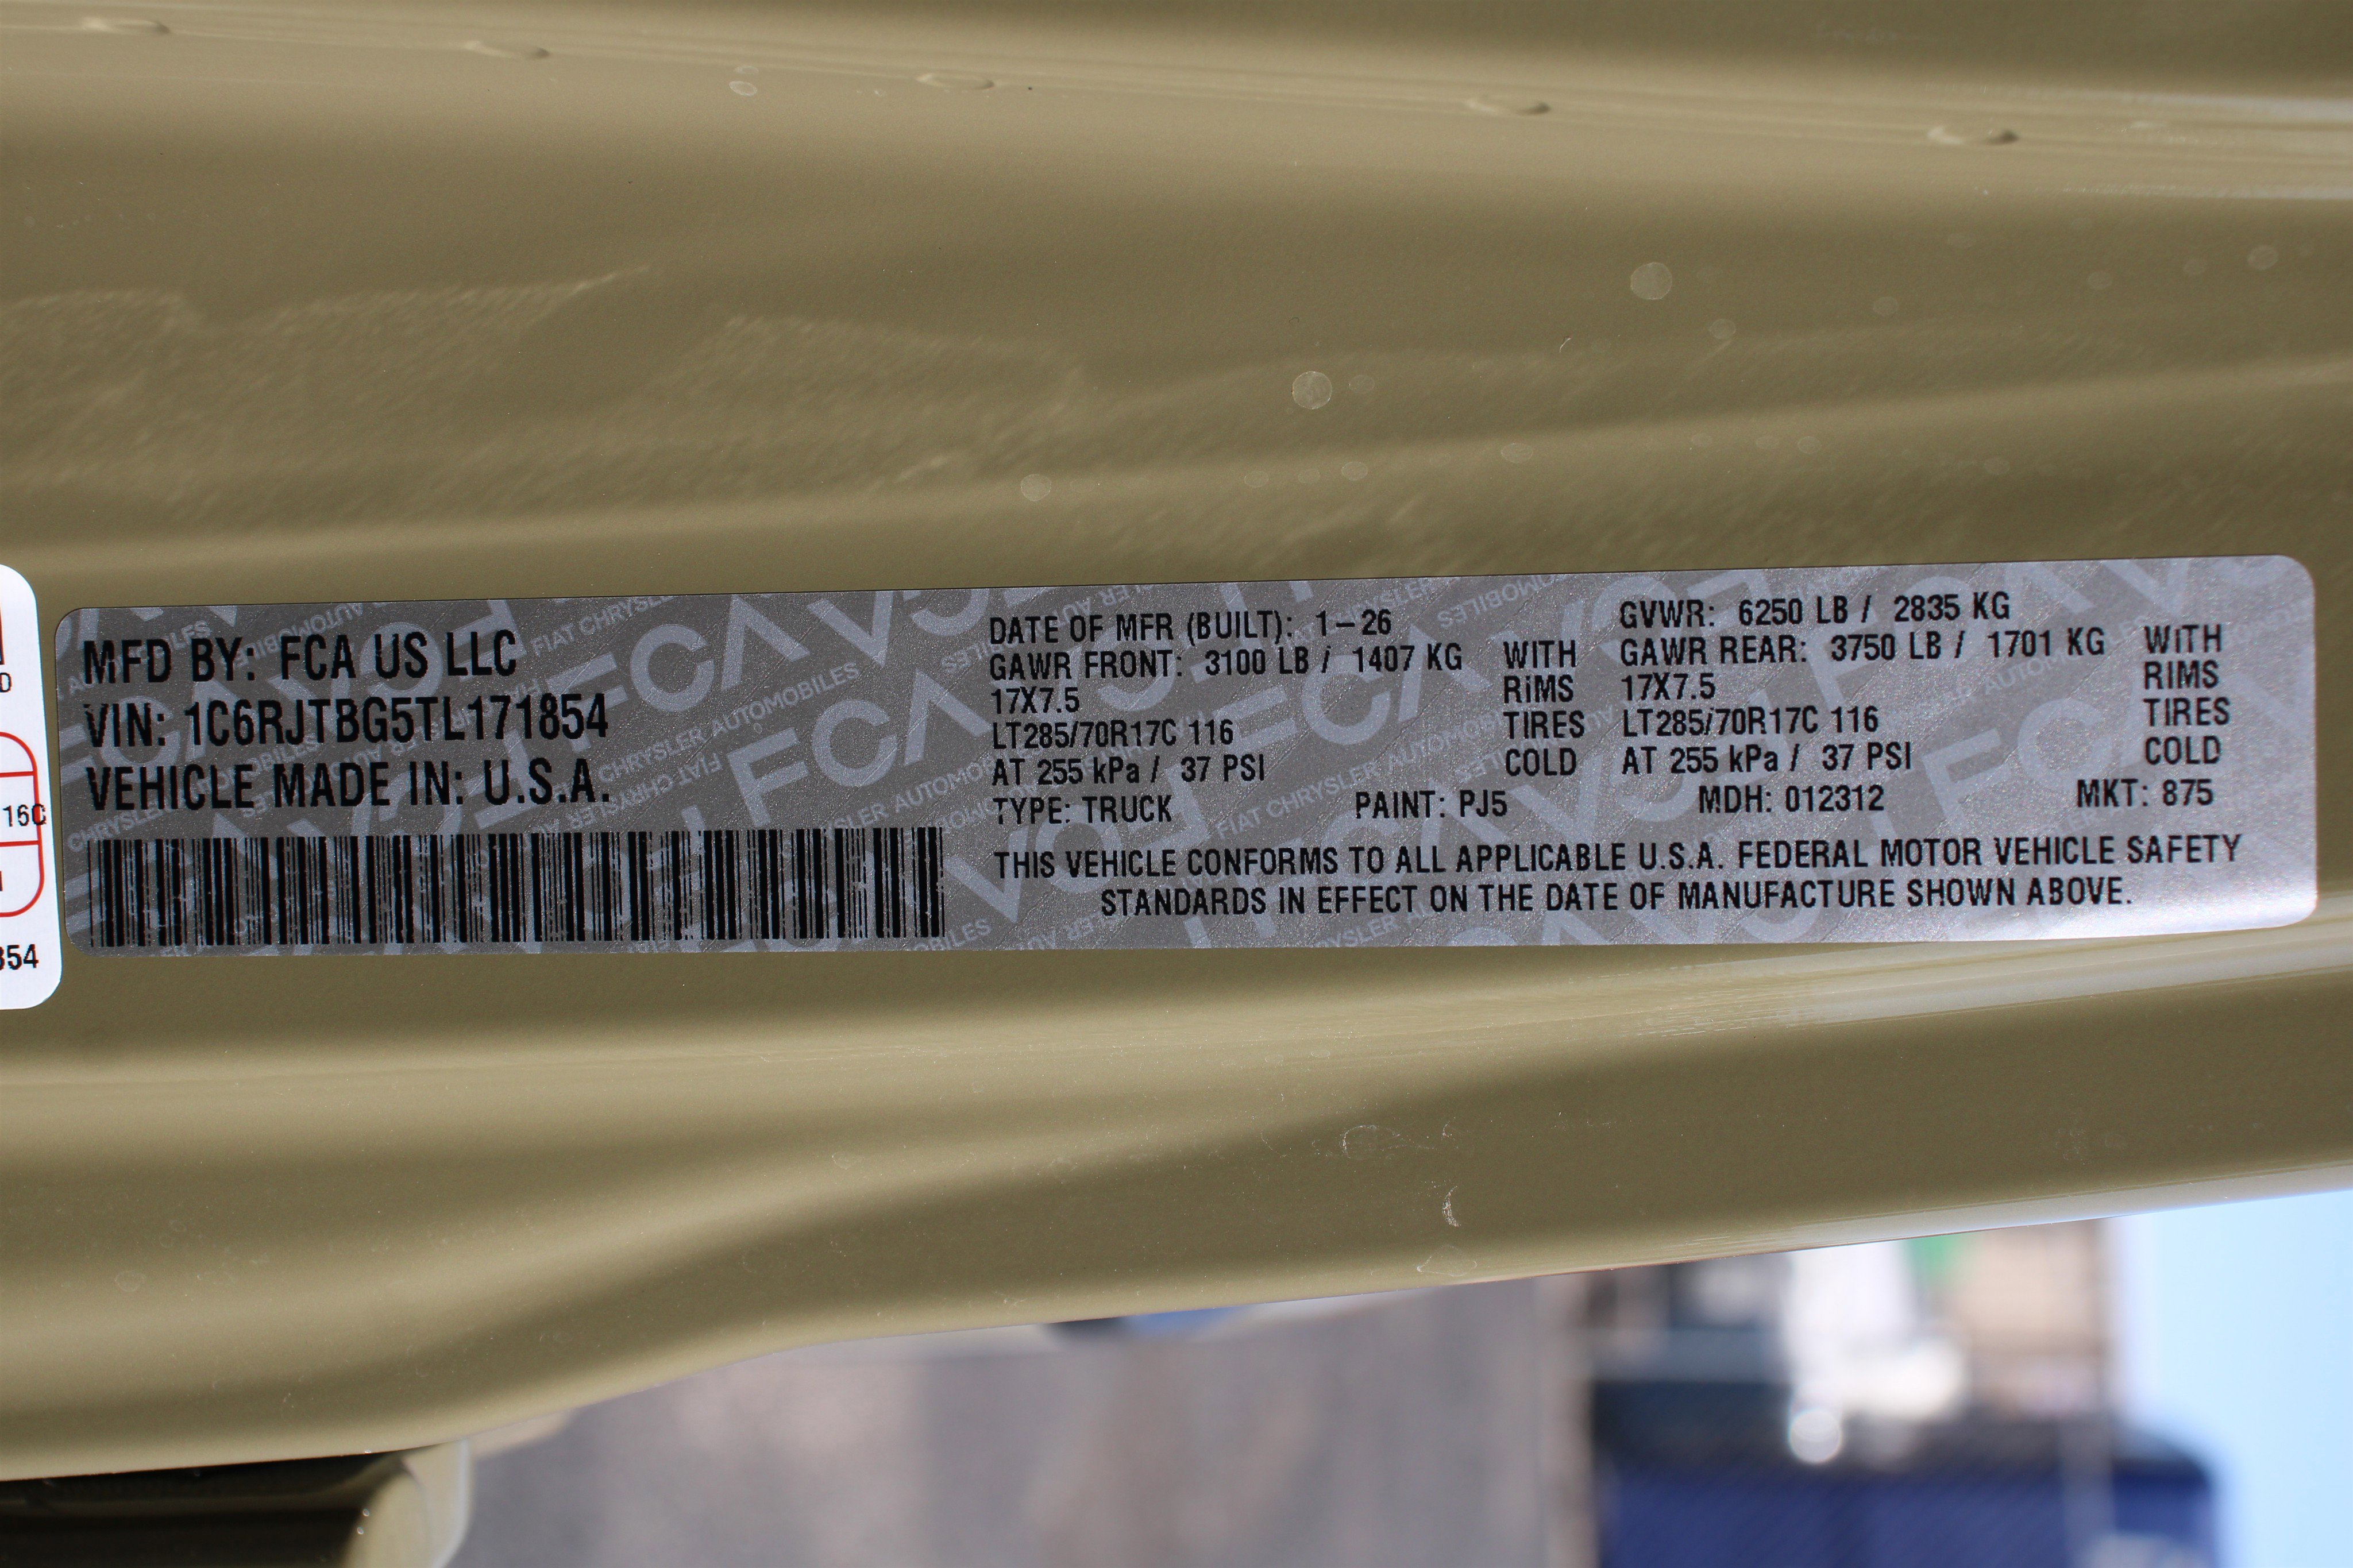 MFD BY: FCA US LLC
VIN: 1C6RJTBG5TL171854
VEHICLE MADE IN: U.S.A.
DATE OF MFR (BUILT): 1-26 GVWR: 6250 LB / 2835 KG
GAWR FRONT: 3100 LB / 1407 KG WITH GAWR REAR: 3750 LB / 1701 KG WITH
17X7.5 RIMS 17X7.5 RIMS
LT285/70R17C 116 TIRES LT285/70R17C 116 TIRES
AT 255 kPa / 37 PSI COLD AT 255 kPa / 37 PSI COLD
TYPE: TRUCK PAINT: PJ5 MDH: 012312 MKT: 875
THIS VEHICLE CONFORMS TO ALL APPLICABLE U.S.A. FEDERAL MOTOR VEHICLE SAFETY
STANDARDS IN EFFECT ON THE DATE OF MANUFACTURE SHOWN ABOVE.
16C
854